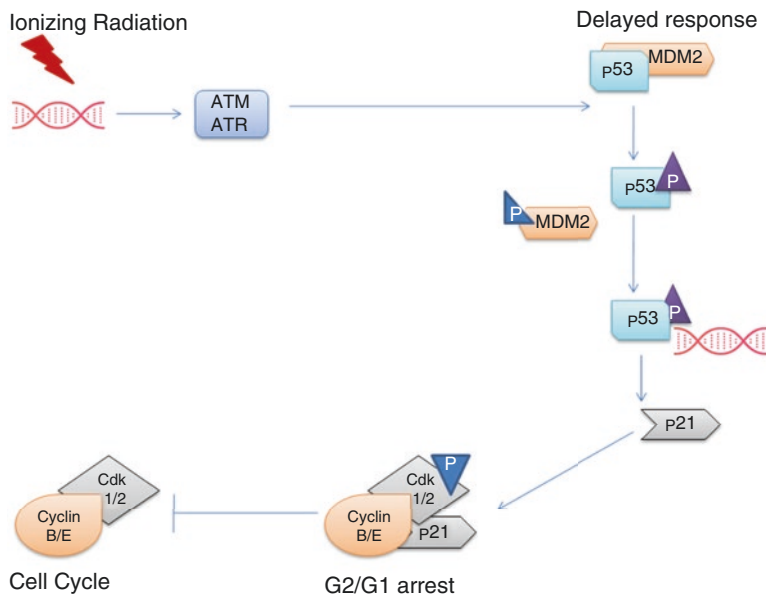 Ionizing Radiation
Delayed response
ATM
ATR
P53
MDM2
P53
P
P
MDM2
P53
P
P21
Cdk
1/2
Cyclin
B/E
P
Cdk
1/2
Cyclin
B/E
P21
Cell Cycle
G2/G1 arrest